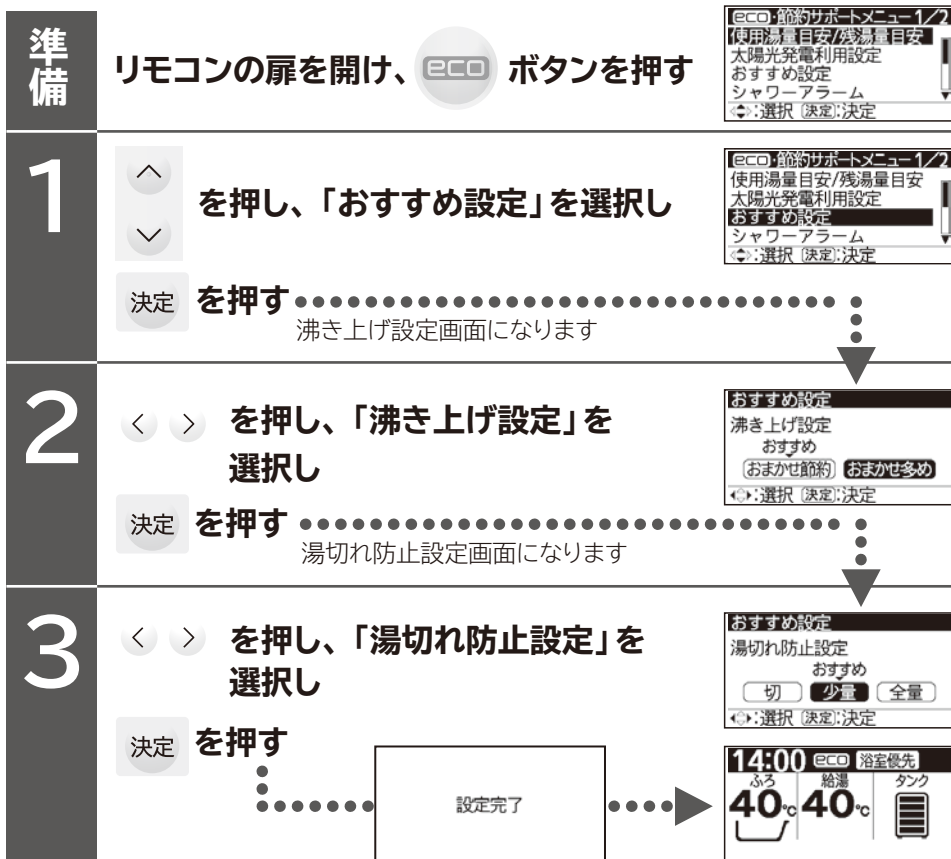 準備
リモコンの扉を開け、 eco ボタンを押す
eco・節約サポートメニュー 1/2
使用湯量目安/残湯量目安
太陽光発電利用設定
おすすめ設定
シャワーアラーム
:選択 決定:決定
1
を押し、「おすすめ設定」を選択し
決定 を押す
沸き上げ設定画面になります
eco・節約サポートメニュー 1/2
使用湯量目安/残湯量目安
太陽光発電利用設定
おすすめ設定
シャワーアラーム
:選択 決定:決定
2
を押し、「沸き上げ設定」を
選択し
決定 を押す
湯切れ防止設定画面になります
おすすめ設定
沸き上げ設定
おすすめ
おまかせ節約 おまかせ多め
:選択 決定:決定
3
を押し、「湯切れ防止設定」を
選択し
決定 を押す
おすすめ設定
湯切れ防止設定
おすすめ
切 少量 全量
:選択 決定:決定
設定完了
14:00 eco 浴室優先
ふろ 給湯 タンク
40℃ 40℃